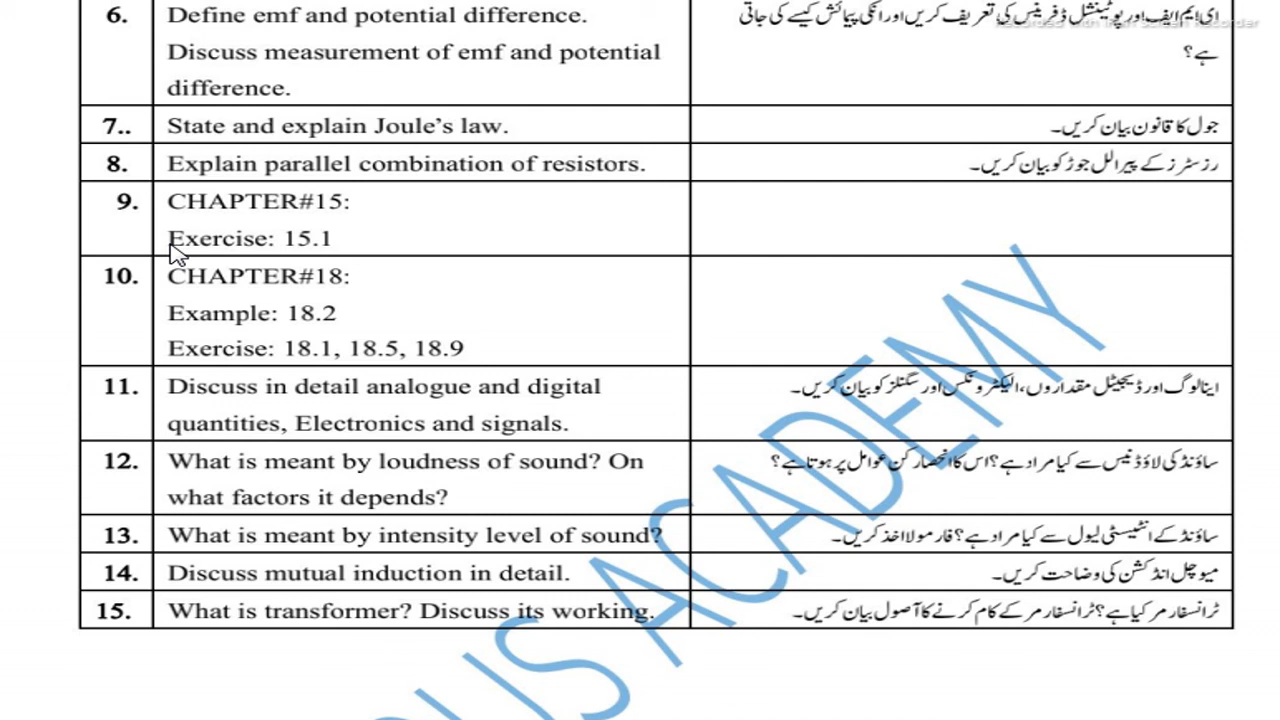 6. Define emf and potential difference. ای ایم ایف اور پوٹینشل ڈفرینس کی تعریف کریں اور انکی پیمائش کیسے کی جاتی
Discuss measurement of emf and potential ہے؟
difference.
7.. State and explain Joule’s law. جول کا قانون بیان کریں۔
8. Explain parallel combination of resistors. رزسٹرز کے پیرالل جوڑ کو بیان کریں۔
9. CHAPTER#15:
Exercise: 15.1
10. CHAPTER#18:
Example: 18.2
Exercise: 18.1, 18.5, 18.9
11. Discuss in detail analogue and digital اینالوگ اور ڈیجیٹل مقداروں، الیکٹرونکس اور سگنلز کو بیان کریں۔
quantities, Electronics and signals.
12. What is meant by loudness of sound? On ساؤنڈ کی لاؤڈنیس سے کیا مراد ہے؟ اس کا انحصار کن عوامل پر ہوتا ہے؟
what factors it depends?
13. What is meant by intensity level of sound? ساؤنڈ کے انٹیسٹی لیول سے کیا مراد ہے؟ فارمولا اخذ کریں۔
14. Discuss mutual induction in detail. میوچل انڈکشن کی وضاحت کریں۔
15. What is transformer? Discuss its working. ٹرانسفارمر کیا ہے؟ ٹرانسفارمر کے کام کرنے کا اصول بیان کریں۔
US ACADEMY
Recorded with iTop Screen Recorder